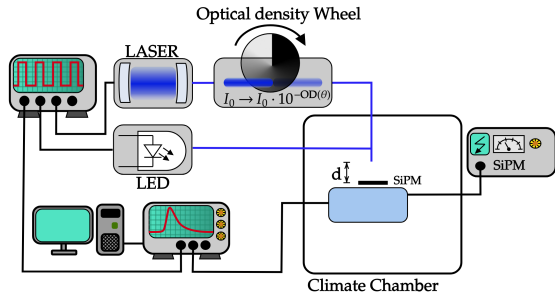 Optical density Wheel
LASER
I₀ → I₀ · 10^{-OD(θ)}
LED
d
SiPM
SiPM
Climate Chamber